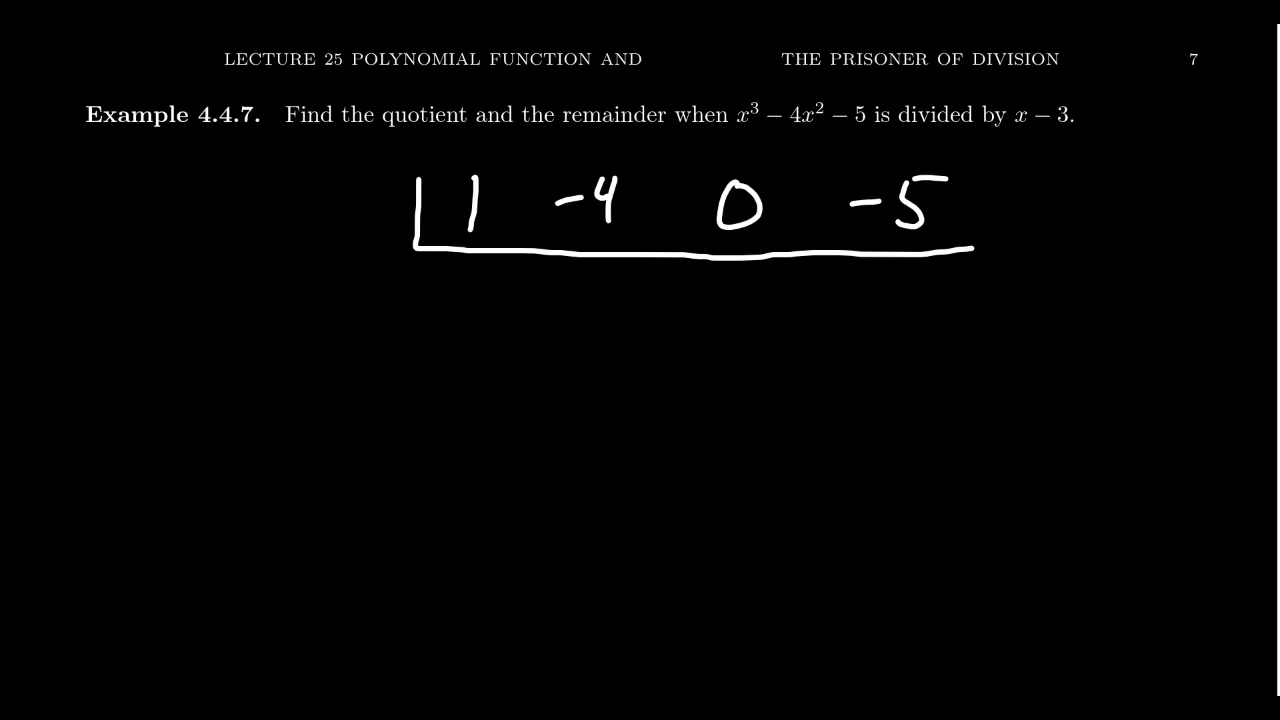 LECTURE 25 POLYNOMIAL FUNCTION AND THE PRISONER OF DIVISION 7
Example 4.4.7. Find the quotient and the remainder when x³ − 4x² − 5 is divided by x − 3.
1 -4 0 -5